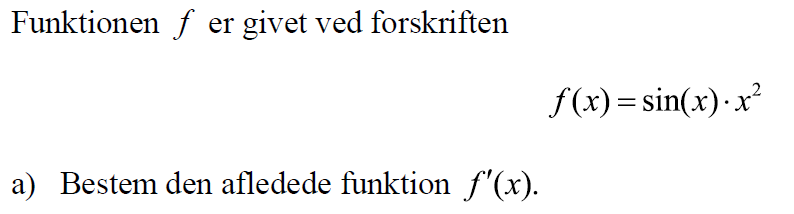 Funktionen f er givet ved forskriften
f(x) = sin(x) · x²
a) Bestem den afledede funktion f'(x).